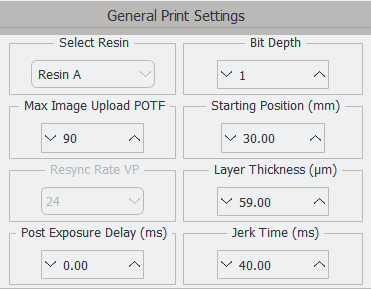 General Print Settings
Select Resin
Resin A
Bit Depth
1
Max Image Upload POTF
90
Starting Position (mm)
30.00
Resync Rate VP
24
Layer Thickness (µm)
59.00
Post Exposure Delay (ms)
0.00
Jerk Time (ms)
40.00